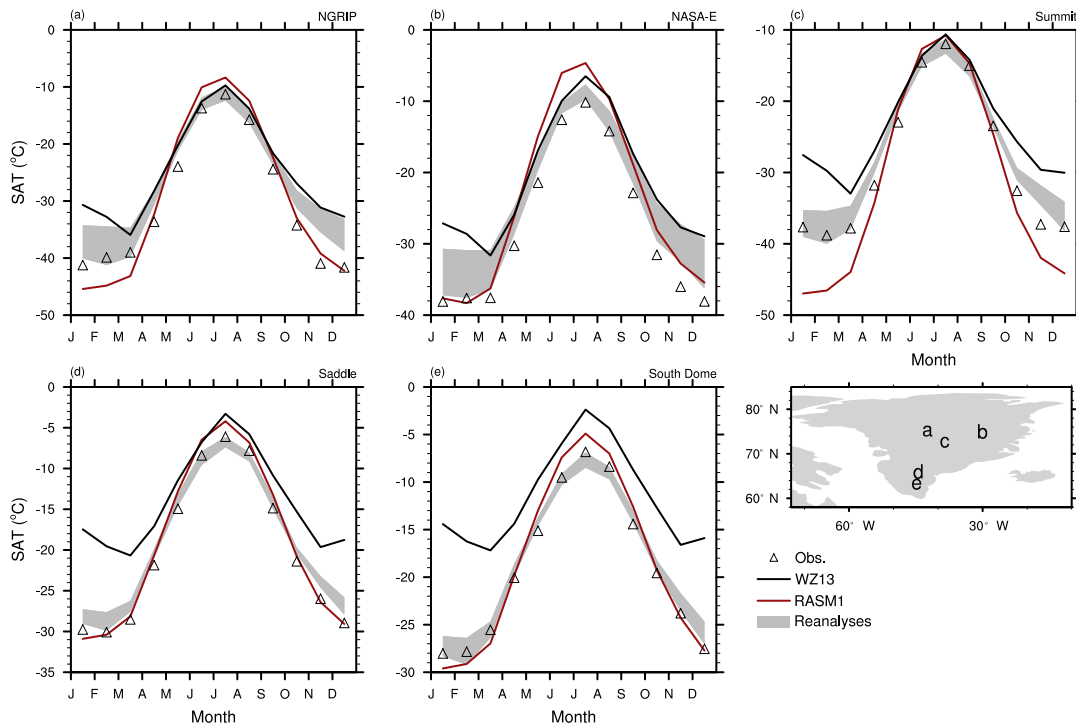 (a) NGRIP
(b) NASA-E
(c) Summit
SAT (°C)
0
-10
-20
-30
-40
-50
J F M A M J J A S O N D
0
-10
-20
-30
-40
J F M A M J J A S O N D
-10
-20
-30
-40
-50
J F M A M J J A S O N D
Month
(d) Saddle
(e) South Dome
SAT (°C)
0
-5
-10
-15
-20
-25
-30
-35
J F M A M J J A S O N D
Month
0
-5
-10
-15
-20
-25
-30
J F M A M J J A S O N D
Month
80° N
70° N
60° N
a
b
c
d
e
60° W 30° W
Obs.
WZ13
RASM1
Reanalyses